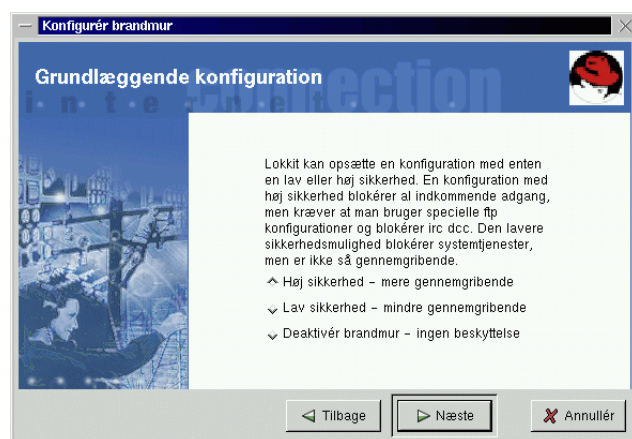 Konfigurér brandmur
Grundlæggende konfiguration
connection
internet
Lokkit kan opsætte en konfiguration med enten
en lav eller høj sikkerhed. En konfiguration med
høj sikkerhed blokérer al indkommende adgang,
men kræver at man bruger specielle ftp
konfigurationer og blokérer irc dcc. Den lavere
sikkerhedsmulighed blokérer systemtjenester,
men er ikke så gennemgribende.
Høj sikkerhed – mere gennemgribende
Lav sikkerhed – mindre gennemgribende
Deaktivér brandmur – ingen beskyttelse
Tilbage
Næste
Annullér